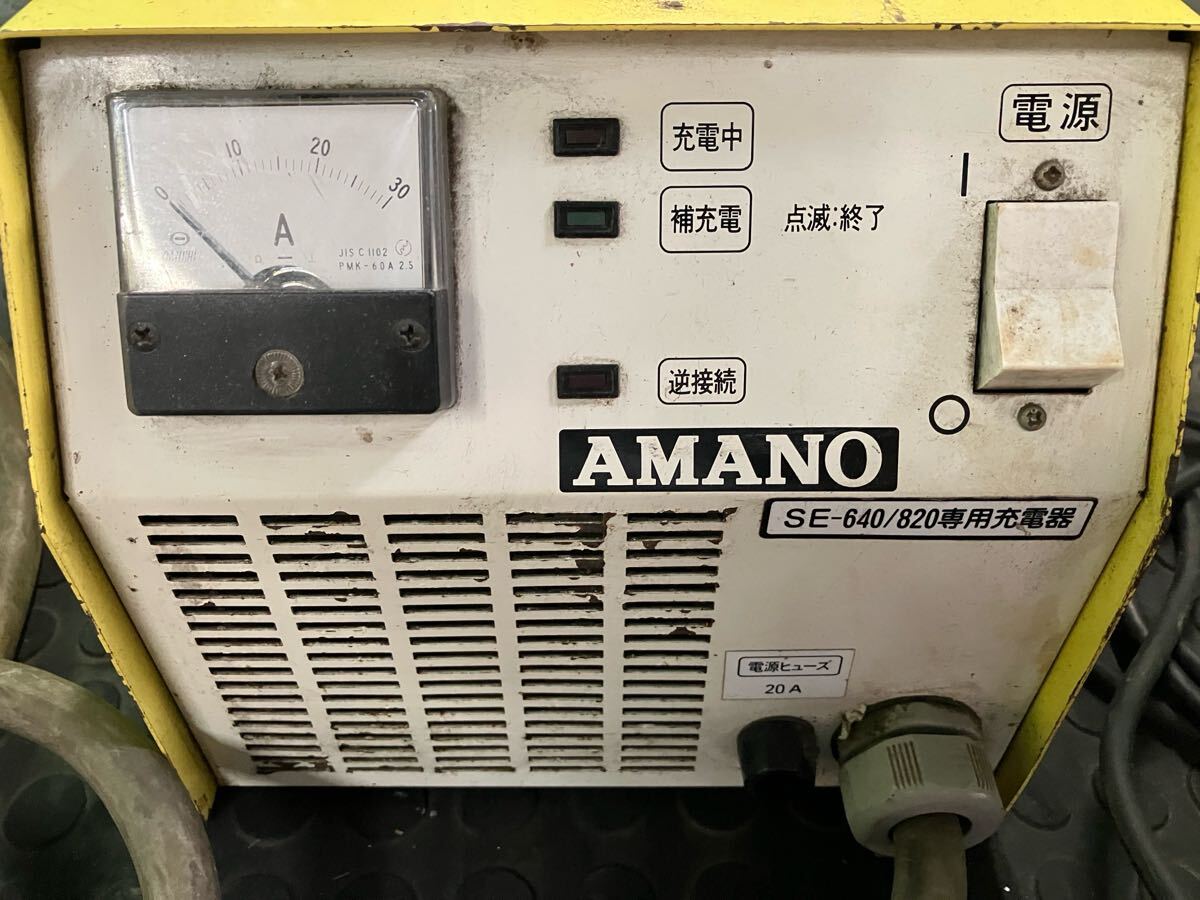 0 10 20 30
A
JIS C 1102
PMK-60A 2.5
充電中
補充電 点滅:終了
逆接続
電源
AMANO
SE-640/820専用充電器
電源ヒューズ
20A